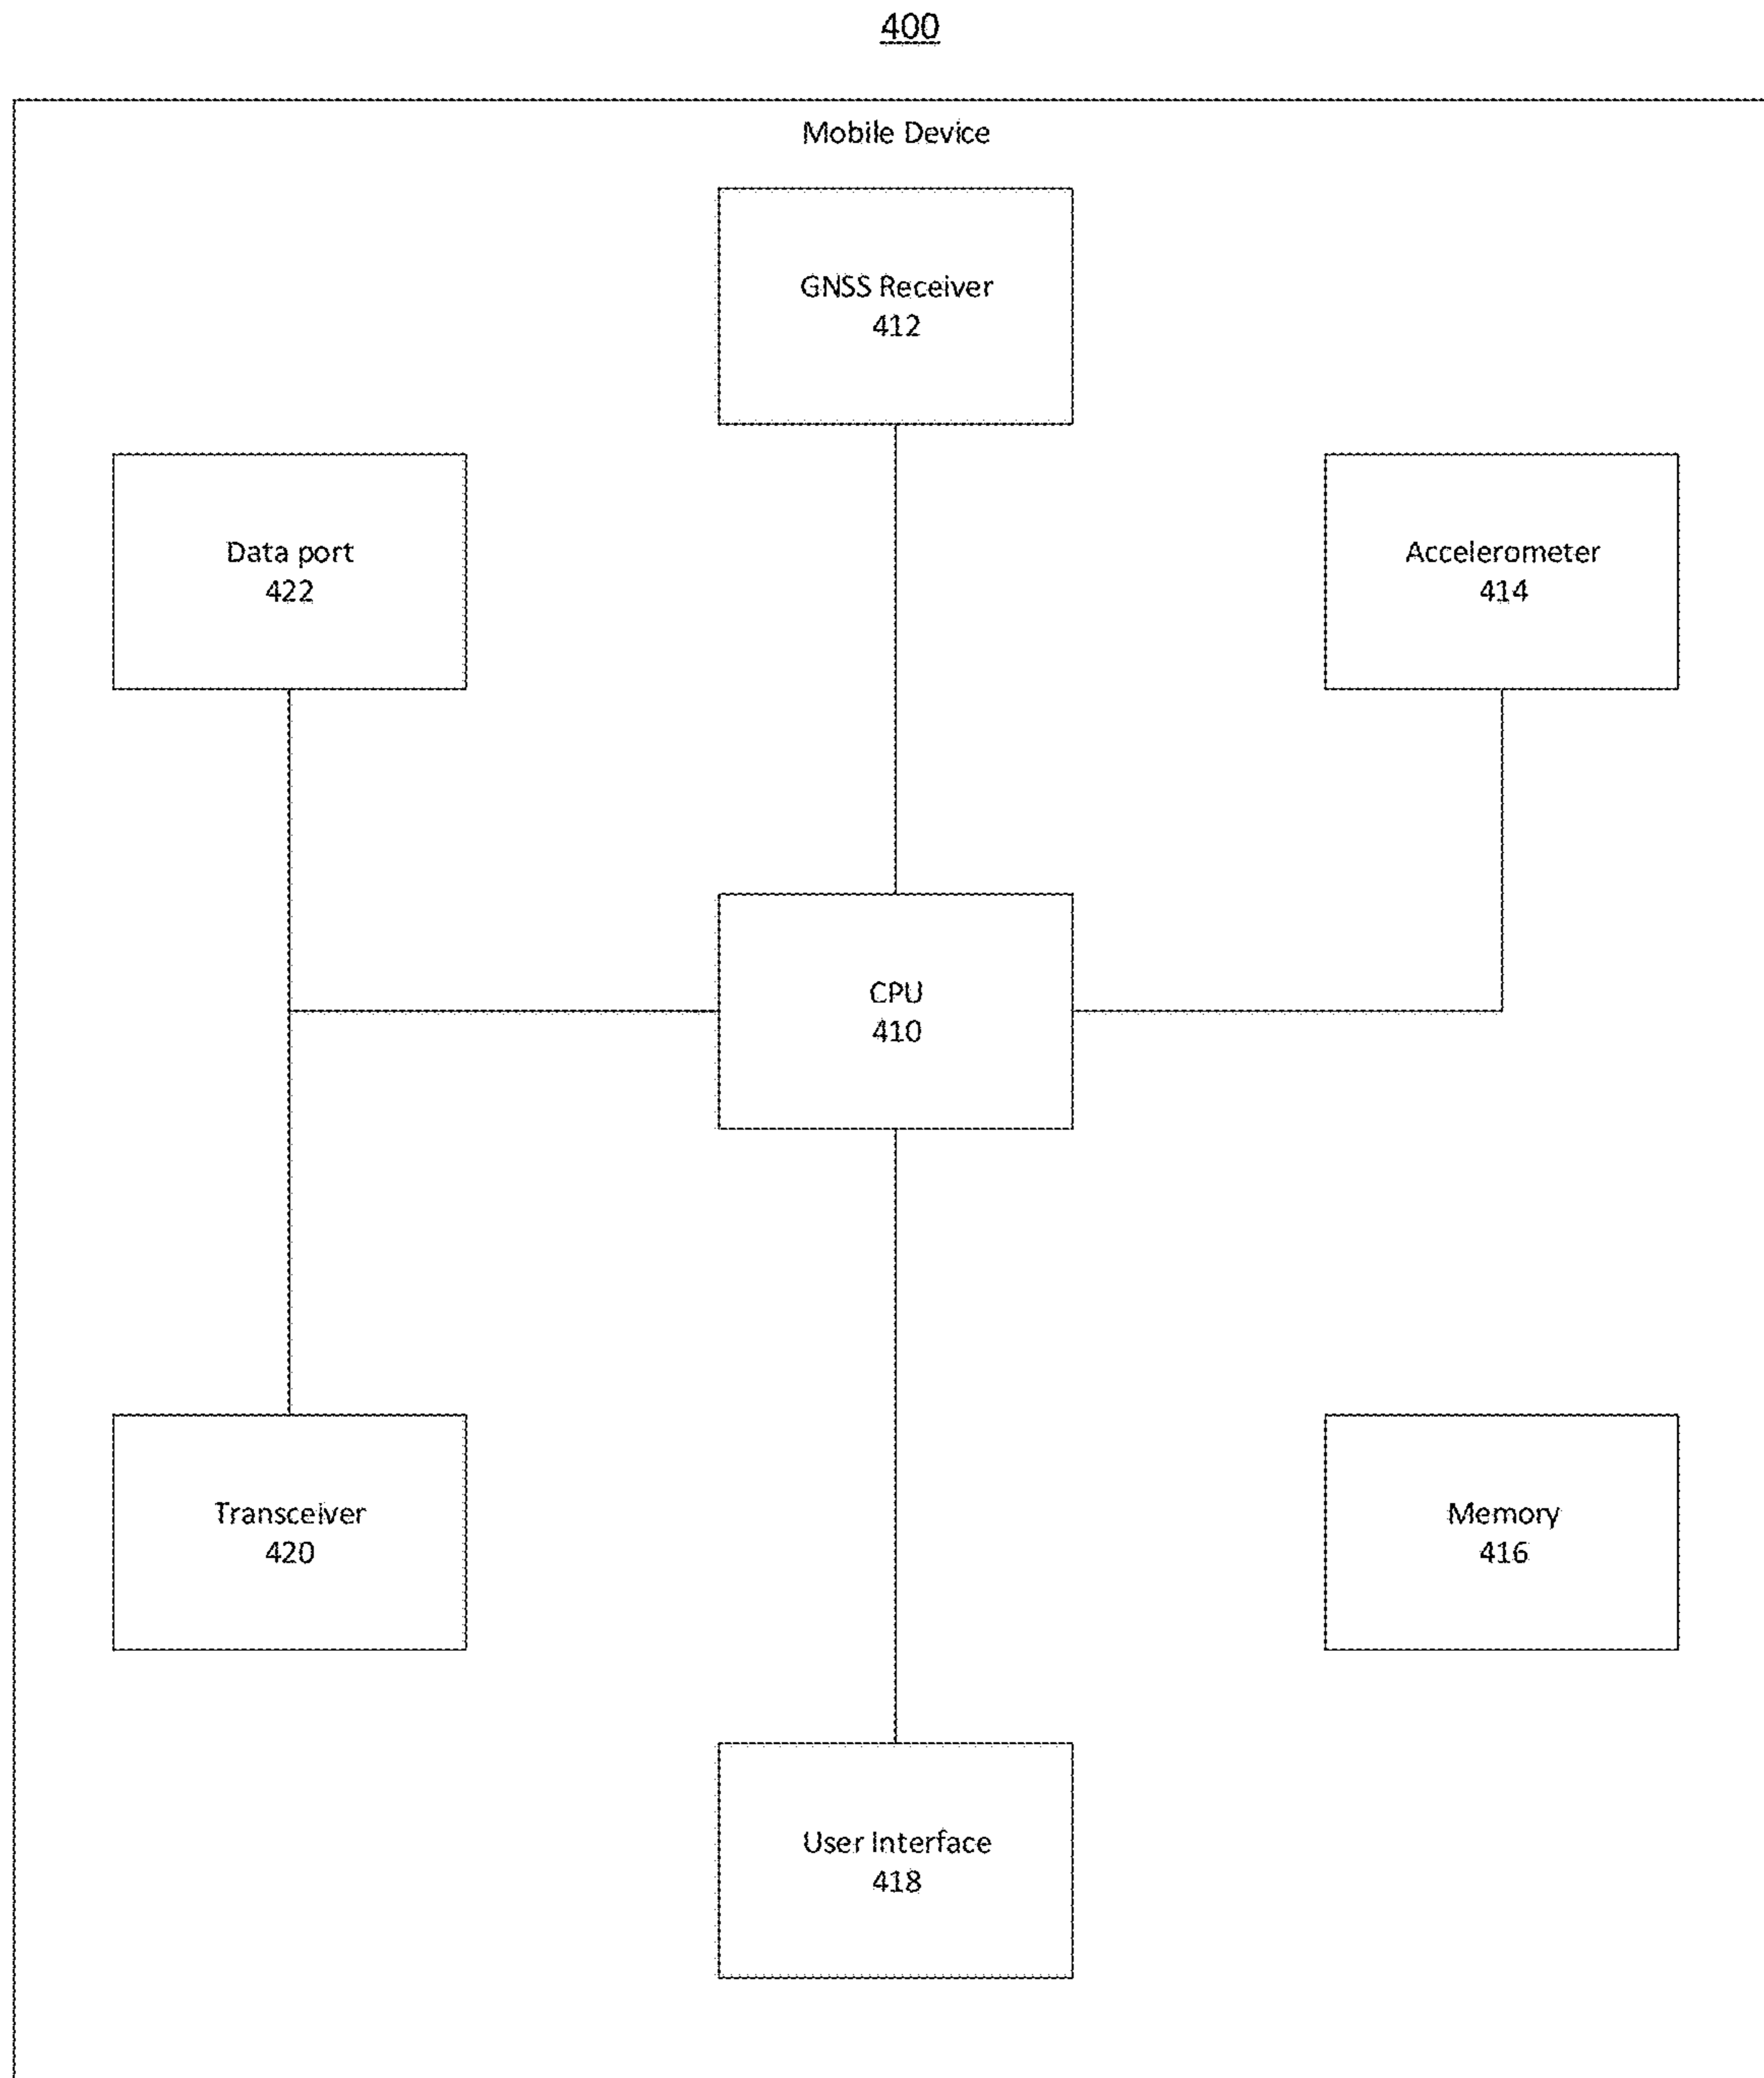 400
Mobile Device
GNSS Receiver
412
Data port
422
Accelerometer
414
CPU
410
Transceiver
420
Memory
416
User Interface
418